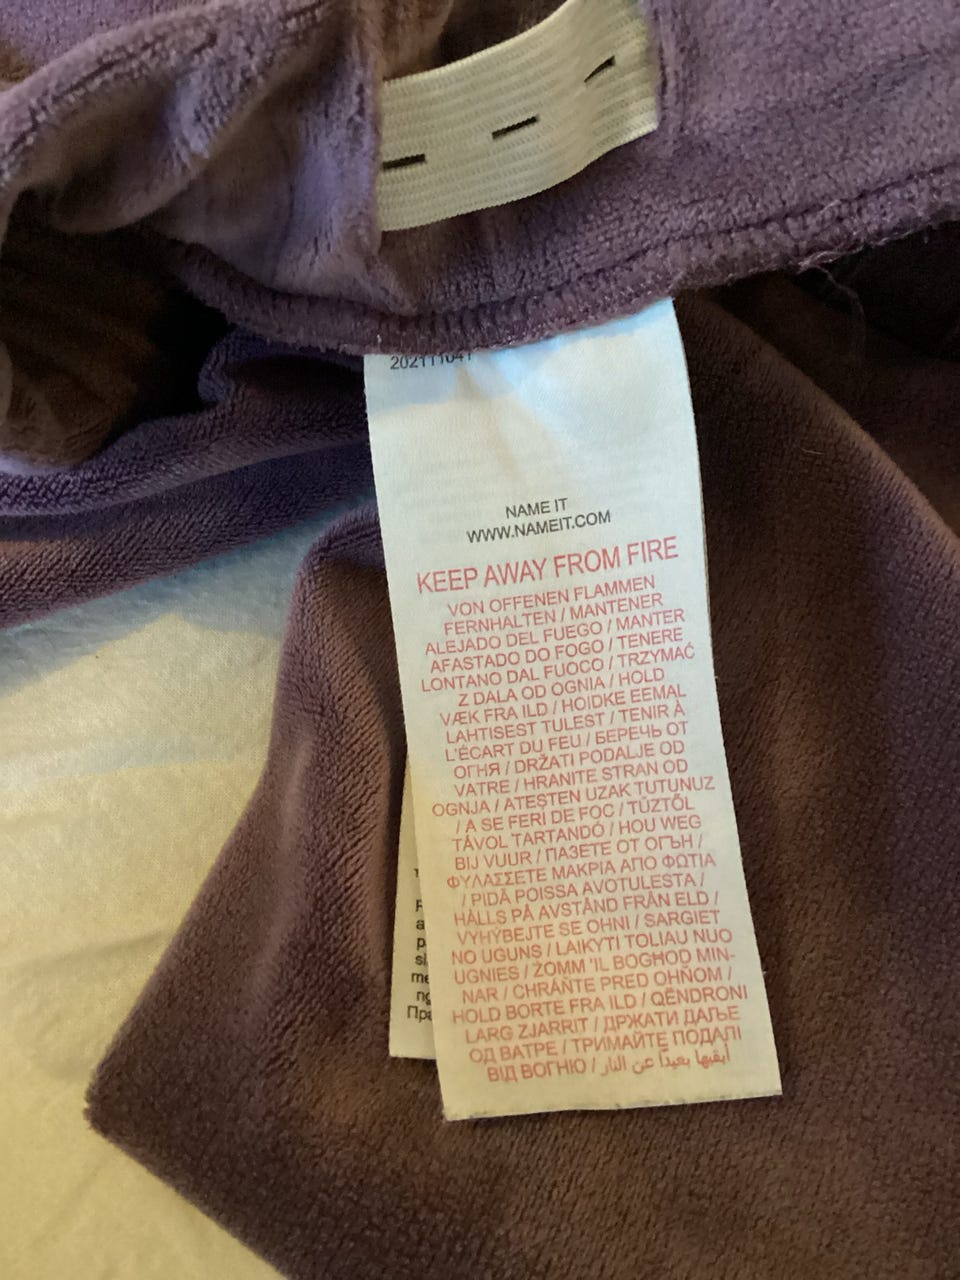 202111041
NAME IT
WWW.NAMEIT.COM
KEEP AWAY FROM FIRE
VON OFFENEN FLAMMEN
FERNHALTEN / MANTENER
ALEJADO DEL FUEGO / MANTER
AFASTADO DO FOGO / TENERE
LONTANO DAL FUOCO / TRZYMAĆ
Z DALA OD OGNIA / HOLD
VÆK FRA ILD / HOIDKE EEMAL
LAHTISEST TULEST / TENIR À
L'ÉCART DU FEU / БЕРЕЧЬ ОТ
ОГНЯ / DRŽATI PODALJE OD
VATRE / HRANITE STRAN OD
OGNJA / ATEŞTEN UZAK TUTUNUZ
/ A SE FERI DE FOC / TŰZTŐL
TÁVOL TARTANDÓ / HOU WEG
BIJ VUUR / ПАЗЕТЕ ОТ ОГЪН /
ΦΥΛΑΣΣΕΤΕ ΜΑΚΡΙΑ ΑΠΟ ΦΩΤΙΑ
/ PIDÄ POISSA AVOTULESTA /
HÅLLS PÅ AVSTÅND FRÅN ELD /
VYHÝBEJTE SE OHNI / SARGIET
NO UGUNS / LAIKYTI TOLIAU NUO
UGNIES / ŻOMM 'IL BOGĦOD MIN-
NAR / CHRÁŇTE PRED OHŇOM /
HOLD BORTE FRA ILD / QËNDRONI
LARG ZJARRIT / ДРЖАТИ ДАЉЕ
ОД ВАТРЕ / ТРИМАЙТЕ ПОДАЛІ
ВІД ВОГНЮ / أبقيها بعيدًا عن النار